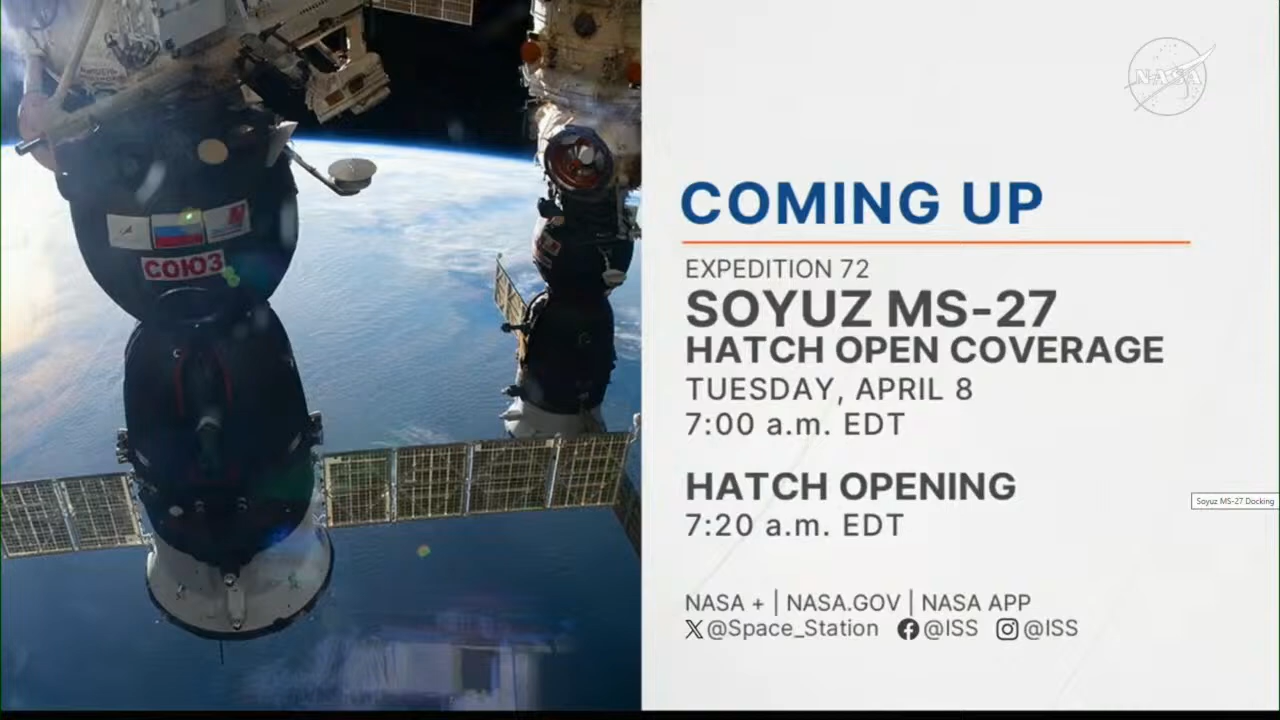 СОЮЗ
NASA
COMING UP
EXPEDITION 72
SOYUZ MS-27
HATCH OPEN COVERAGE
TUESDAY, APRIL 8
7:00 a.m. EDT
HATCH OPENING
7:20 a.m. EDT
Soyuz MS-27 Docking
NASA + | NASA.GOV | NASA APP
@Space_Station @ISS @ISS